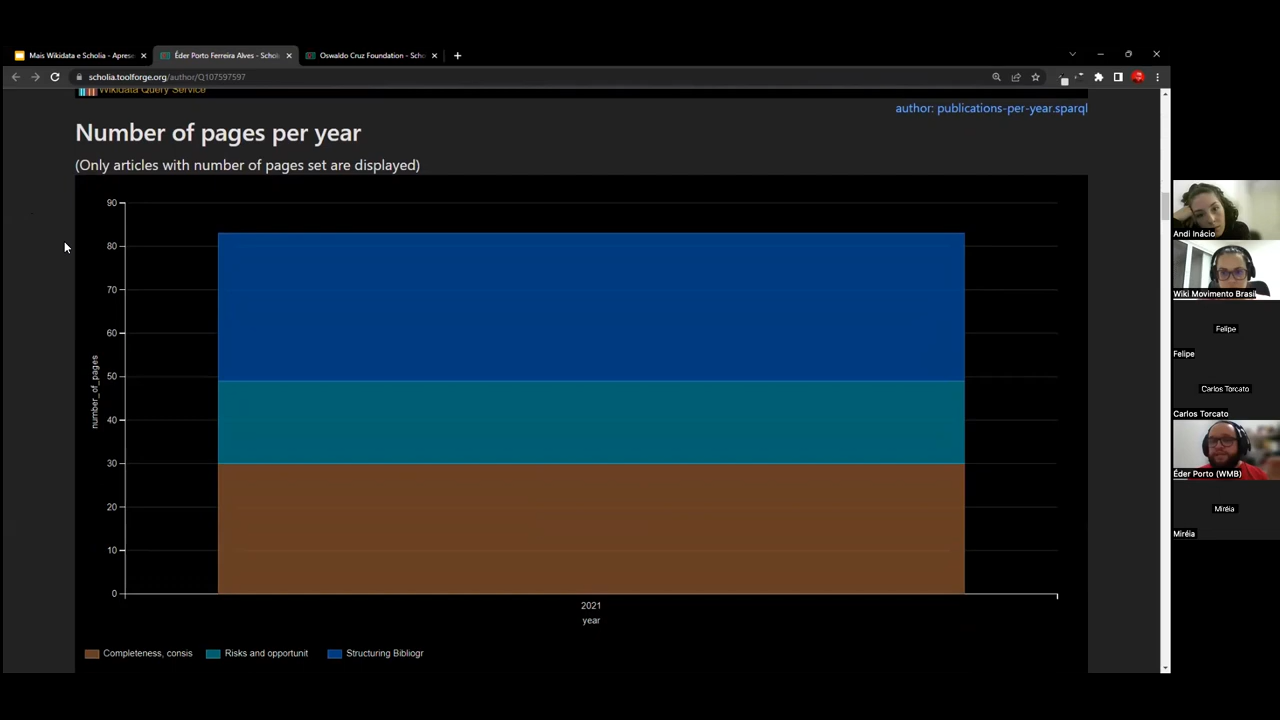 Mais Wikidata e Scholia - Aprese
Éder Porto Ferreira Alves - Schol
Oswaldo Cruz Foundation - Scho
scholia.toolforge.org/author/Q107597597
Wikidata Query Service
author: publications-per-year.sparql
Number of pages per year
(Only articles with number of pages set are displayed)
90
80
70
60
50
40
30
20
10
0
number_of_pages
2021
year
Completeness, consis
Risks and opportunit
Structuring Bibliogr
Andi Inácio
Wiki Movimento Brasil
Felipe
Felipe
Carlos Torcato
Carlos Torcato
Éder Porto (WMB)
Miréia
Miréia